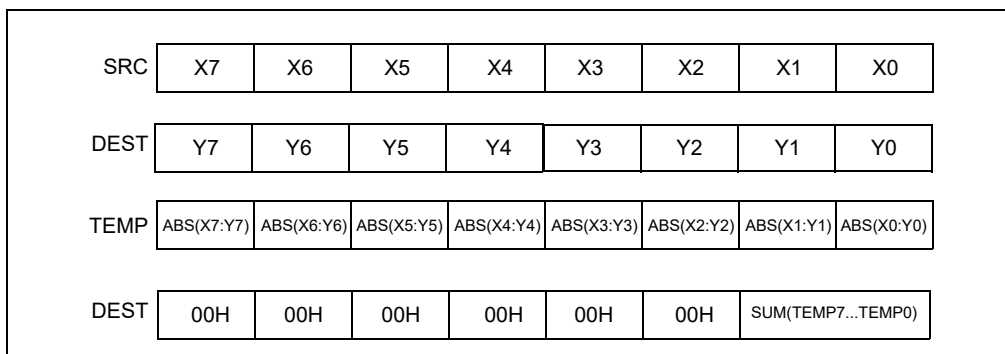 SRC X7 X6 X5 X4 X3 X2 X1 X0
DEST Y7 Y6 Y5 Y4 Y3 Y2 Y1 Y0
TEMP ABS(X7:Y7) ABS(X6:Y6) ABS(X5:Y5) ABS(X4:Y4) ABS(X3:Y3) ABS(X2:Y2) ABS(X1:Y1) ABS(X0:Y0)
DEST 00H 00H 00H 00H 00H 00H SUM(TEMP7...TEMP0)